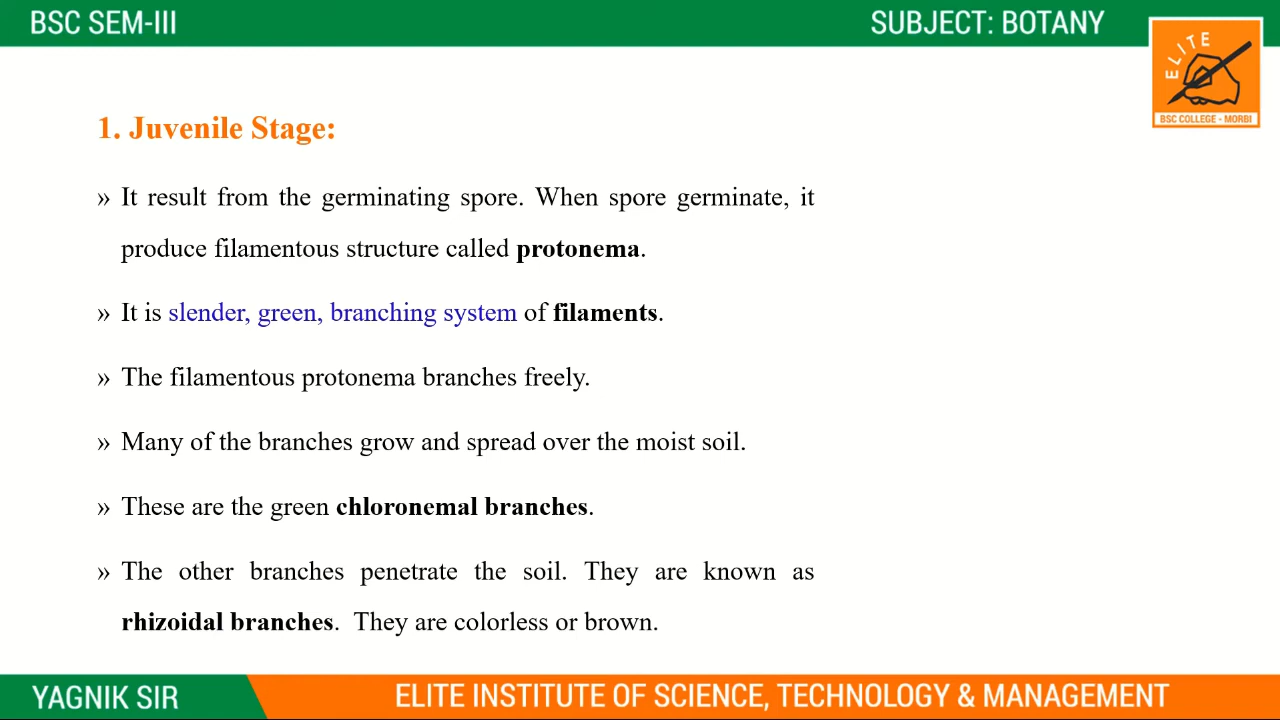 BSC SEM-III
SUBJECT: BOTANY
ELITE
BSC COLLEGE - MORBI
1. Juvenile Stage:
» It result from the germinating spore. When spore germinate, it
produce filamentous structure called protonema.
» It is slender, green, branching system of filaments.
» The filamentous protonema branches freely.
» Many of the branches grow and spread over the moist soil.
» These are the green chloronemal branches.
» The other branches penetrate the soil. They are known as
rhizoidal branches. They are colorless or brown.
YAGNIK SIR
ELITE INSTITUTE OF SCIENCE, TECHNOLOGY & MANAGEMENT